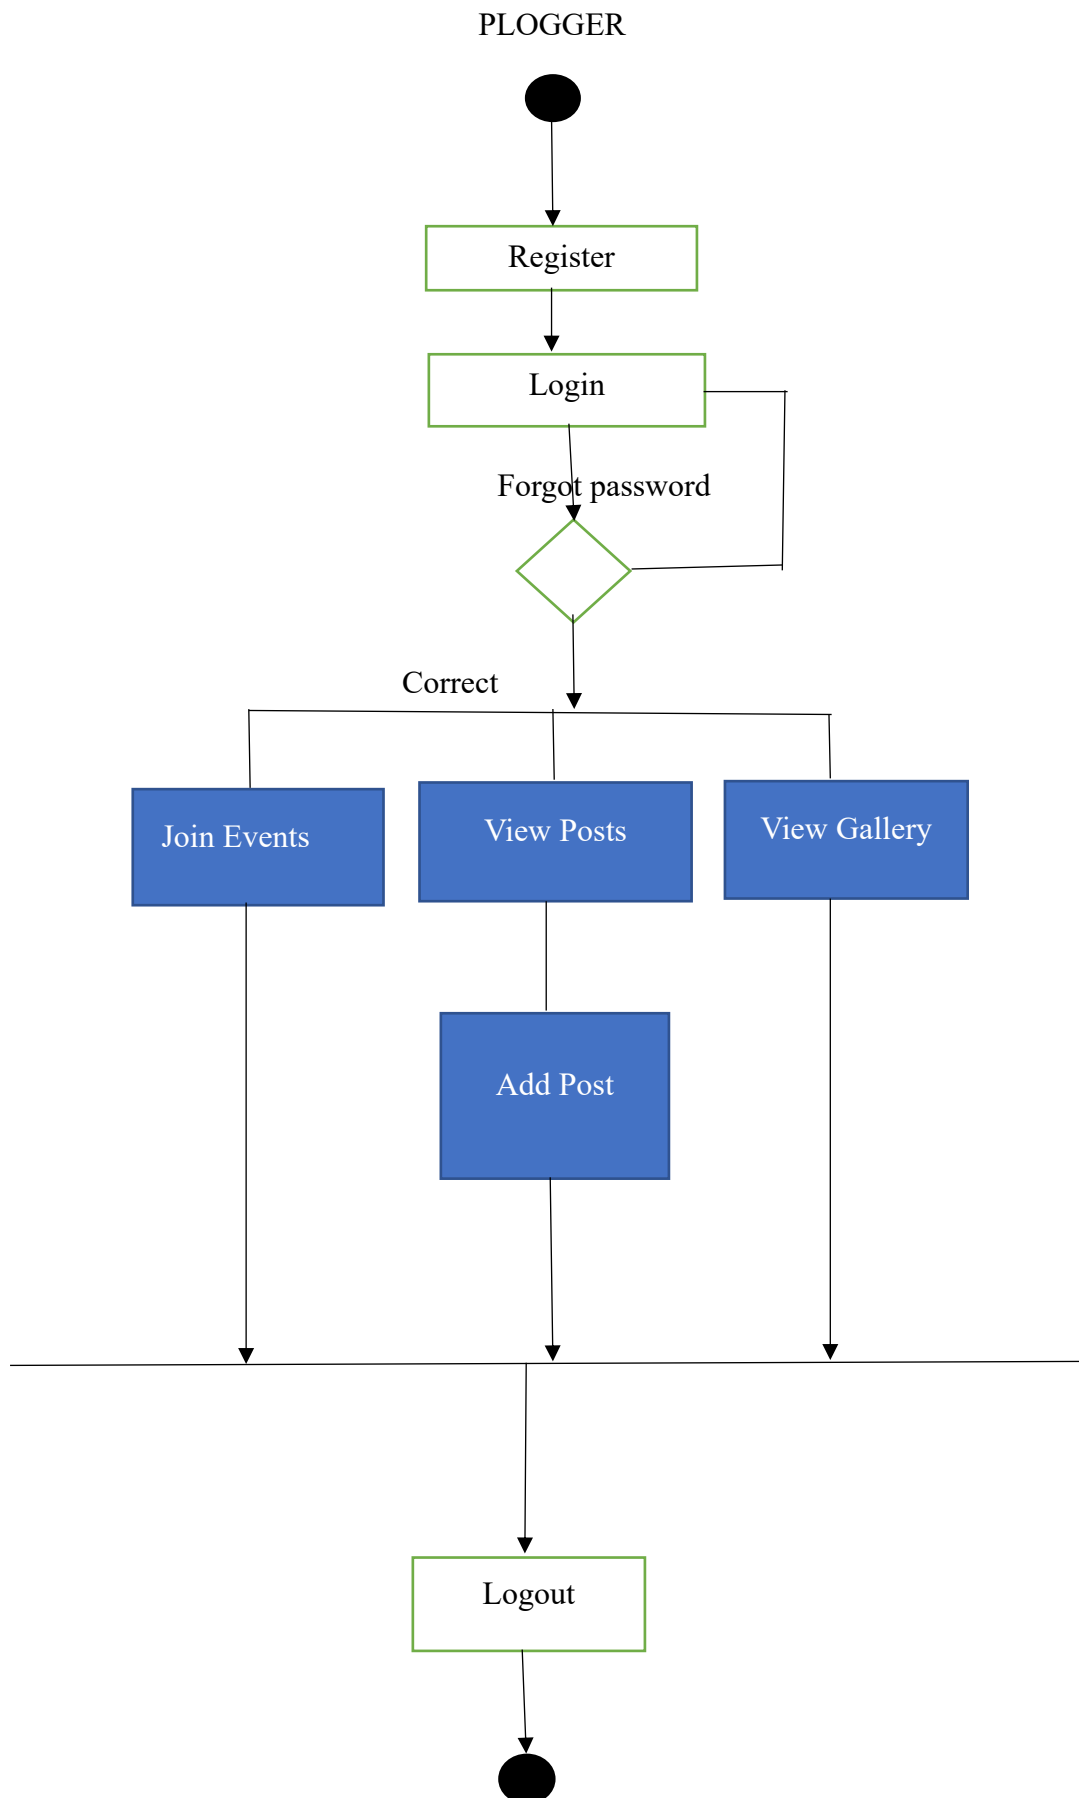 PLOGGER
Register
Login
Forgot password
Correct
Join Events
View Posts
View Gallery
Add Post
Logout